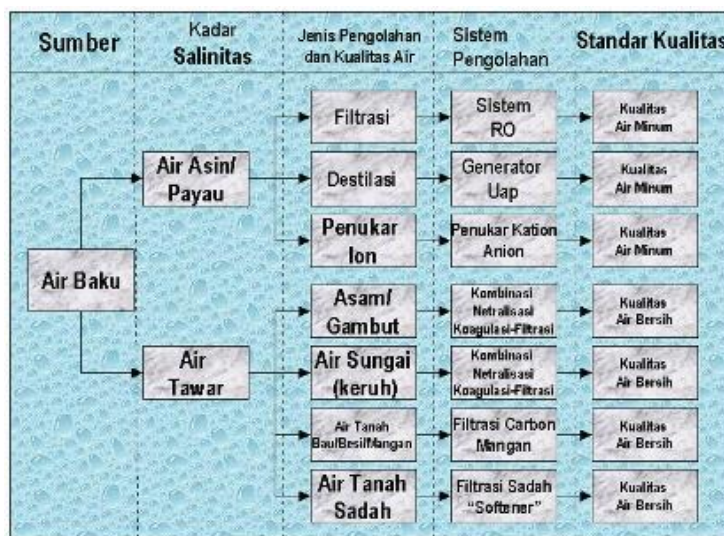 Sumber
Kadar
Salinitas
Jenis Pengolahan
dan Kualitas Air
Sistem
Pengolahan
Standar Kualitas
Air Baku
Air Asin/
Payau
Filtrasi
Sistem
RO
Kualitas
Air Minum
Destilasi
Generator
Uap
Kualitas
Air Minum
Penukar
Ion
Penukar Kation
Anion
Kualitas
Air Minum
Air
Tawar
Asam/
Gambut
Kombinasi
Netralisasi
Koagulasi-Filtrasi
Kualitas
Air Bersih
Air Sungai
(keruh)
Kombinasi
Netralisasi
Koagulasi-Filtrasi
Kualitas
Air Bersih
Air Tanah
Bau/Besi/Mangan
Filtrasi Carbon
Mangan
Kualitas
Air Bersih
Air Tanah
Sadah
Filtrasi Sadah
"Softener"
Kualitas
Air Bersih